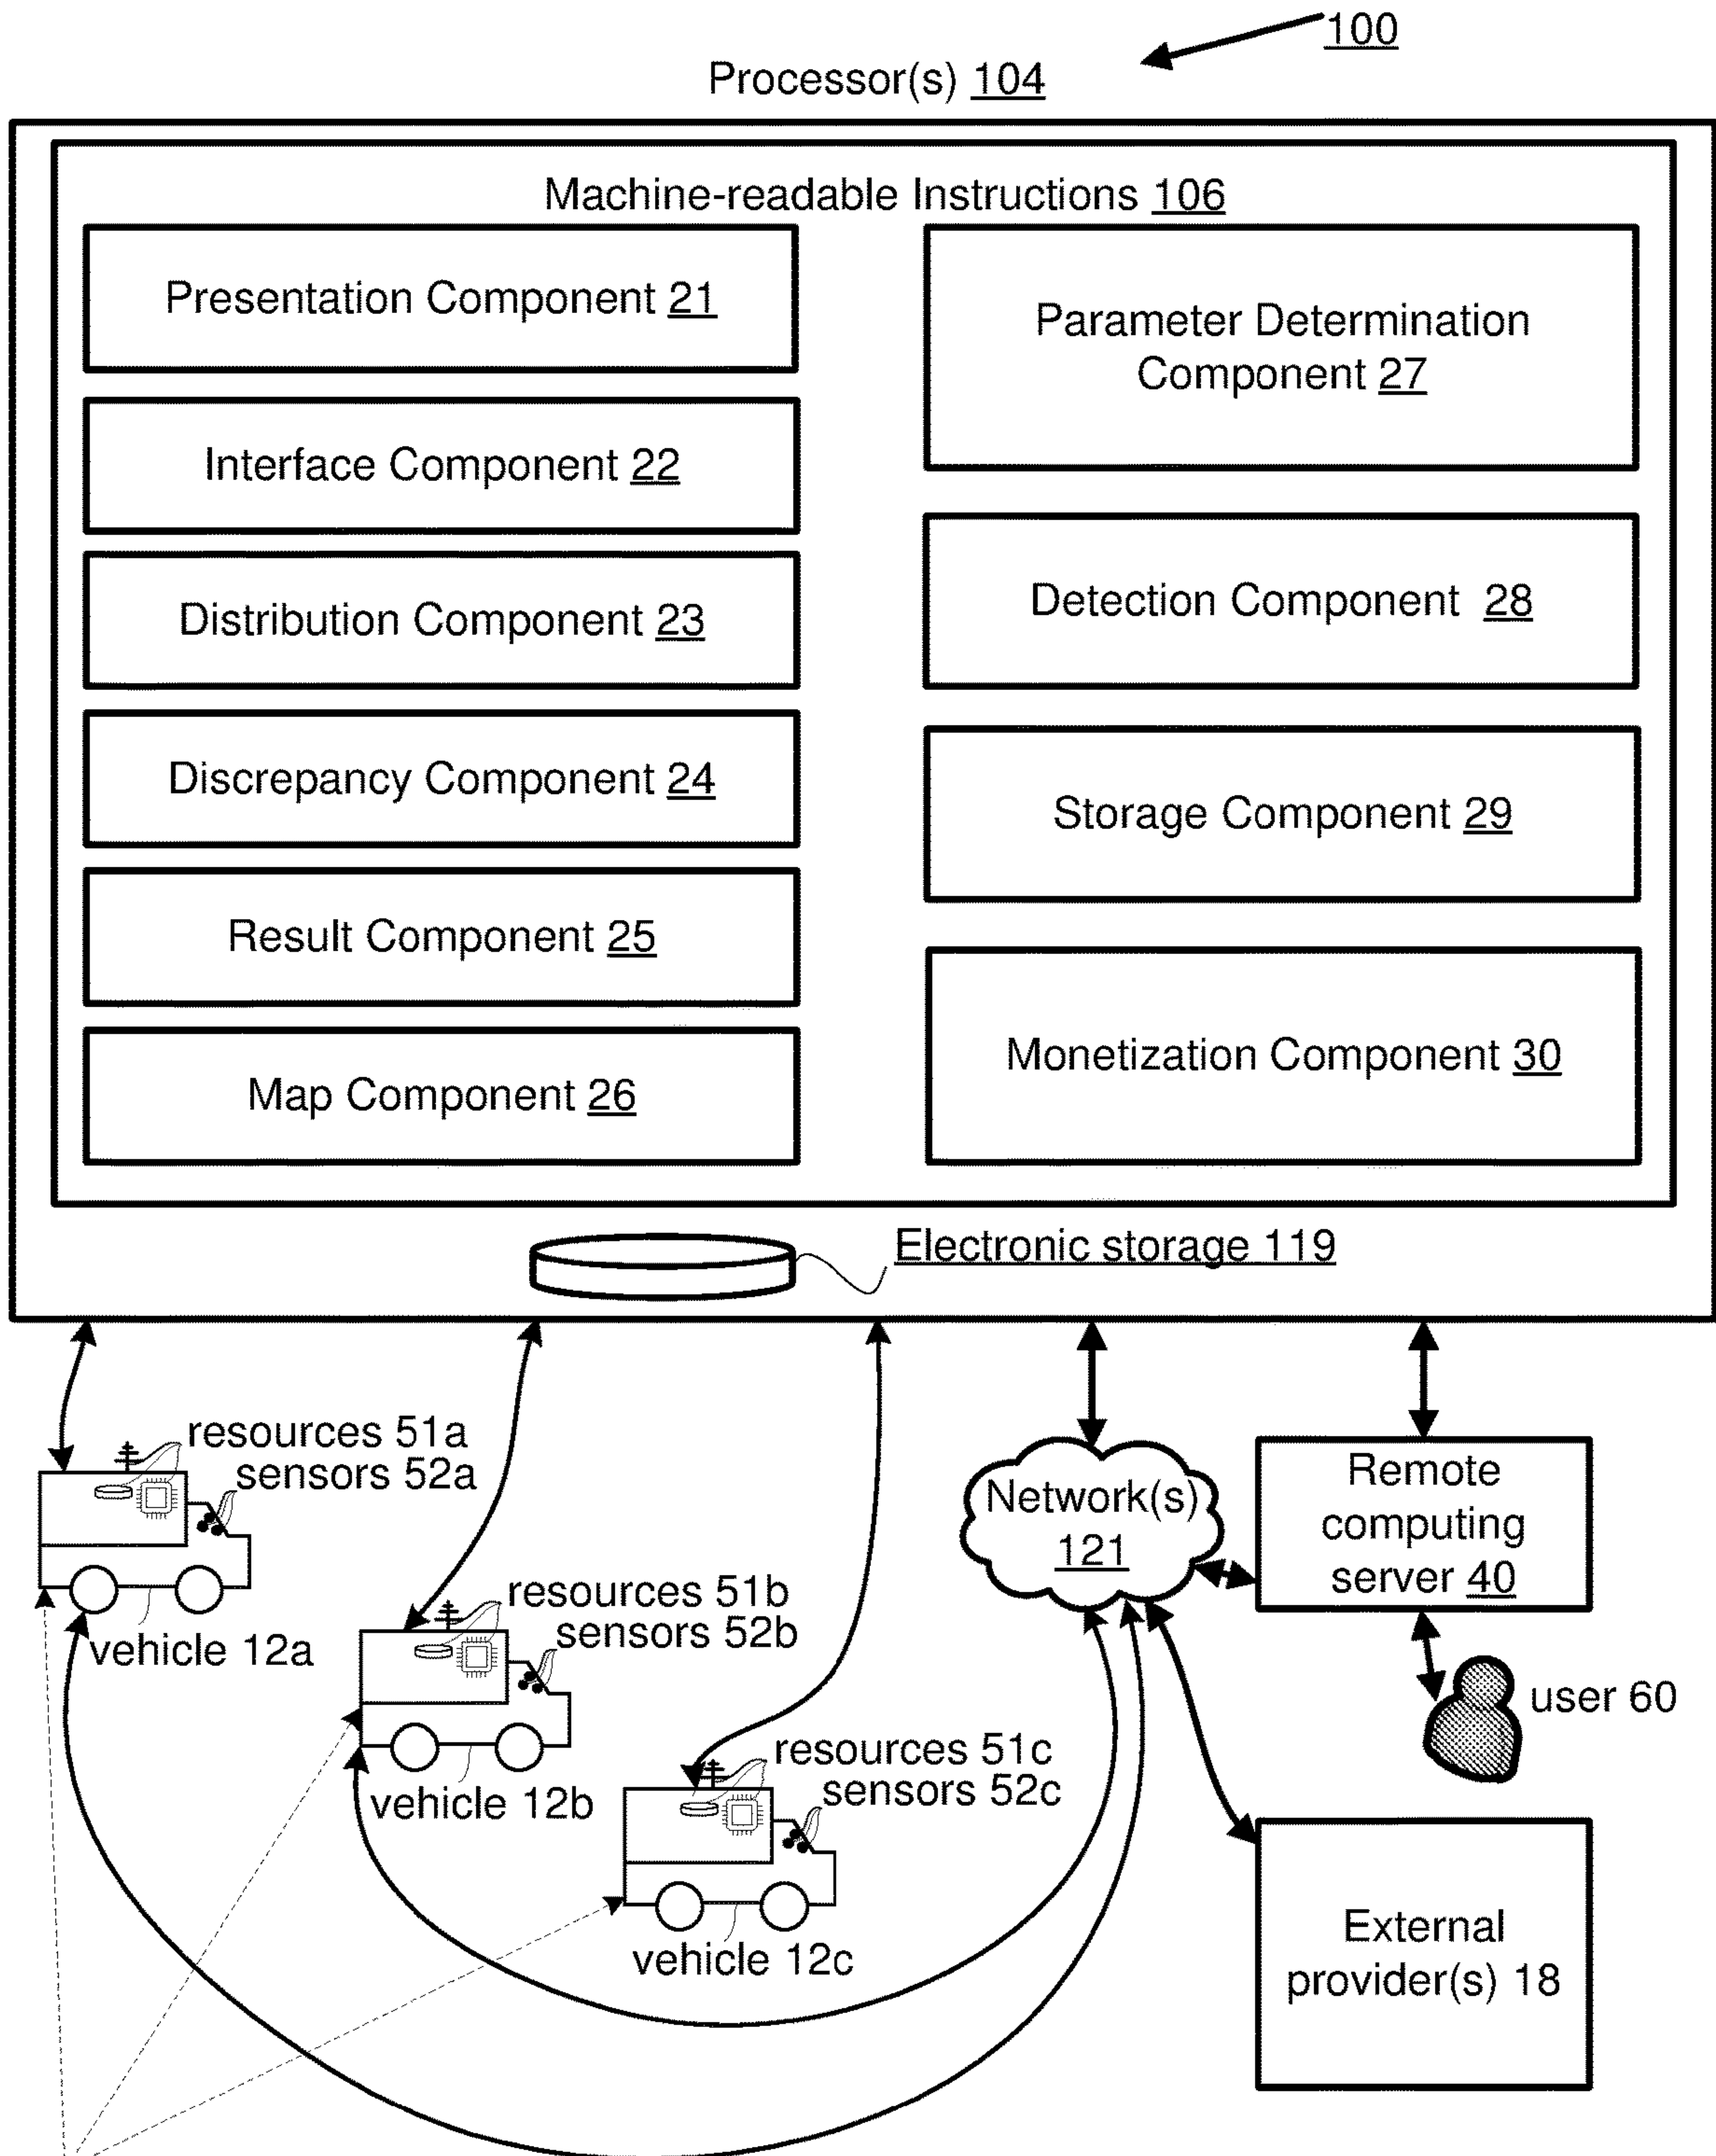 100
Processor(s) 104
Machine-readable Instructions 106
Presentation Component 21
Interface Component 22
Distribution Component 23
Discrepancy Component 24
Result Component 25
Map Component 26
Parameter Determination
Component 27
Detection Component 28
Storage Component 29
Monetization Component 30
Electronic storage 119
resources 51a
sensors 52a
vehicle 12a
resources 51b
sensors 52b
vehicle 12b
resources 51c
sensors 52c
vehicle 12c
Network(s)
121
Remote
computing
server 40
user 60
External
provider(s) 18